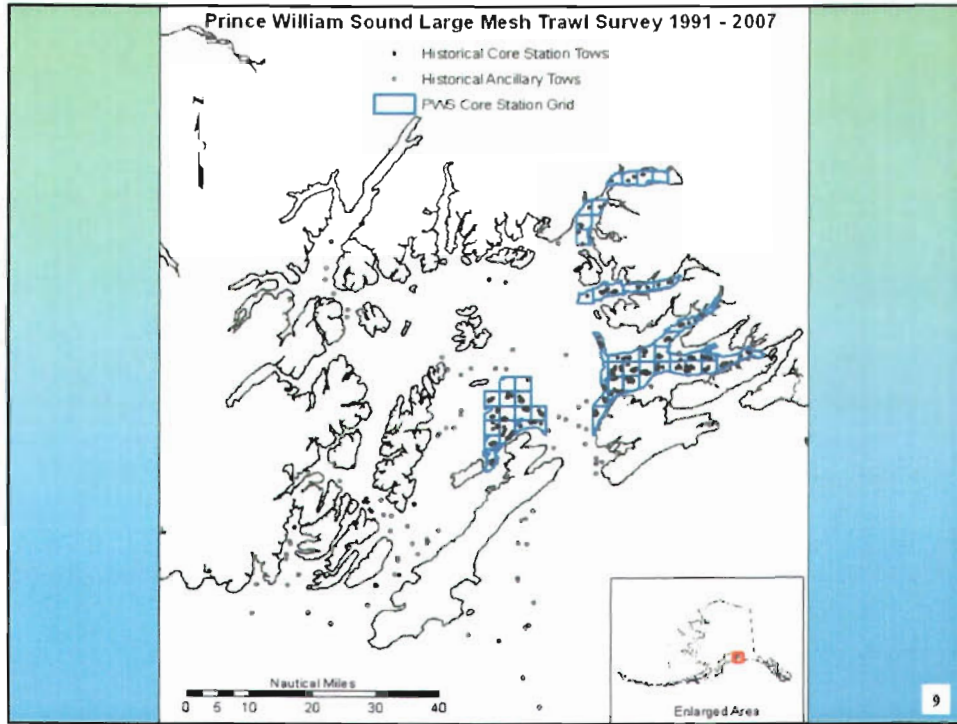 Prince William Sound Large Mesh Trawl Survey 1991 - 2007
Historical Core Station Tows
Historical Ancillary Tows
PWS Core Station Grid
Nautical Miles
0 5 10 20 30 40
Enlarged Area
9